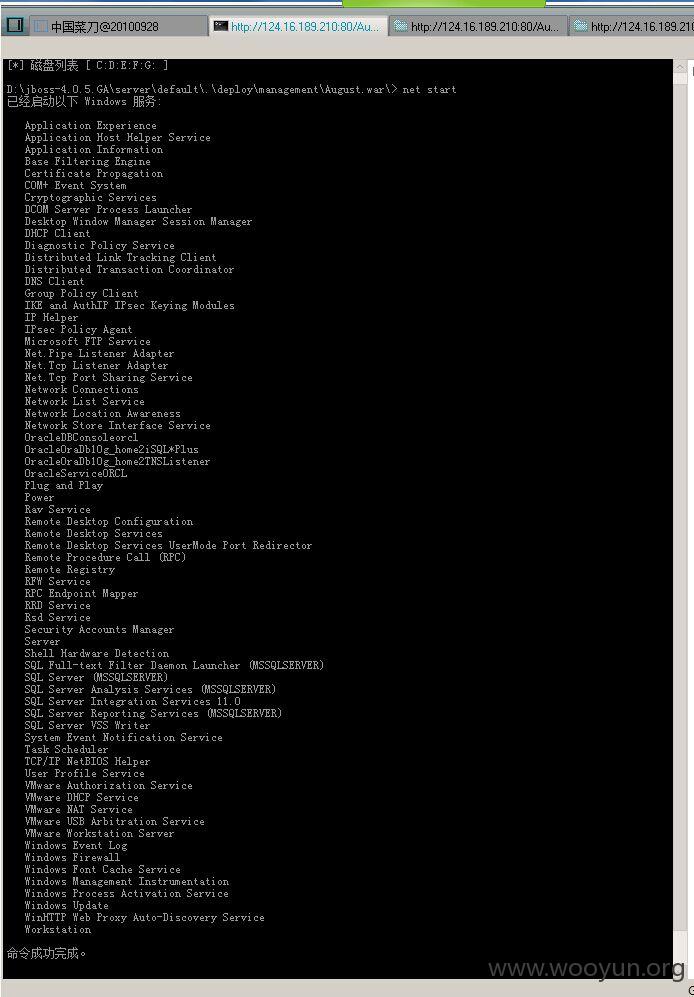 中国菜刀@20100928
http://124.16.189.210:80/Au...
http://124.16.189.210:80/Au...
http://124.16.189.210
[*] 磁盘列表 [ C:D:E:F:G: ]
D:\jboss-4.0.5.GA\server\default\.\deploy\management\August.war\> net start
已经启动以下 Windows 服务:
Application Experience
Application Host Helper Service
Application Information
Base Filtering Engine
Certificate Propagation
COM+ Event System
Cryptographic Services
DCOM Server Process Launcher
Desktop Window Manager Session Manager
DHCP Client
Diagnostic Policy Service
Distributed Link Tracking Client
Distributed Transaction Coordinator
DNS Client
Group Policy Client
IKE and AuthIP IPsec Keying Modules
IP Helper
IPsec Policy Agent
Microsoft FTP Service
Net.Pipe Listener Adapter
Net.Tcp Listener Adapter
Net.Tcp Port Sharing Service
Network Connections
Network List Service
Network Location Awareness
Network Store Interface Service
OracleDBConsoleorcl
OracleOraDb10g_home2iSQL*Plus
OracleOraDb10g_home2TNSListener
OracleServiceORCL
Plug and Play
Power
Rav Service
Remote Desktop Configuration
Remote Desktop Services
Remote Desktop Services UserMode Port Redirector
Remote Procedure Call (RPC)
Remote Registry
RFW Service
RPC Endpoint Mapper
RRD Service
Rsd Service
Security Accounts Manager
Server
Shell Hardware Detection
SQL Full-text Filter Daemon Launcher (MSSQLSERVER)
SQL Server (MSSQLSERVER)
SQL Server Analysis Services (MSSQLSERVER)
SQL Server Integration Services 11.0
SQL Server Reporting Services (MSSQLSERVER)
SQL Server VSS Writer
System Event Notification Service
Task Scheduler
TCP/IP NetBIOS Helper
User Profile Service
VMware Authorization Service
VMware DHCP Service
VMware NAT Service
VMware USB Arbitration Service
VMware Workstation Server
Windows Event Log
Windows Firewall
Windows Font Cache Service
Windows Management Instrumentation
Windows Process Activation Service
Windows Update
WinHTTP Web Proxy Auto-Discovery Service
Workstation
命令成功完成。
www.wooyun.org